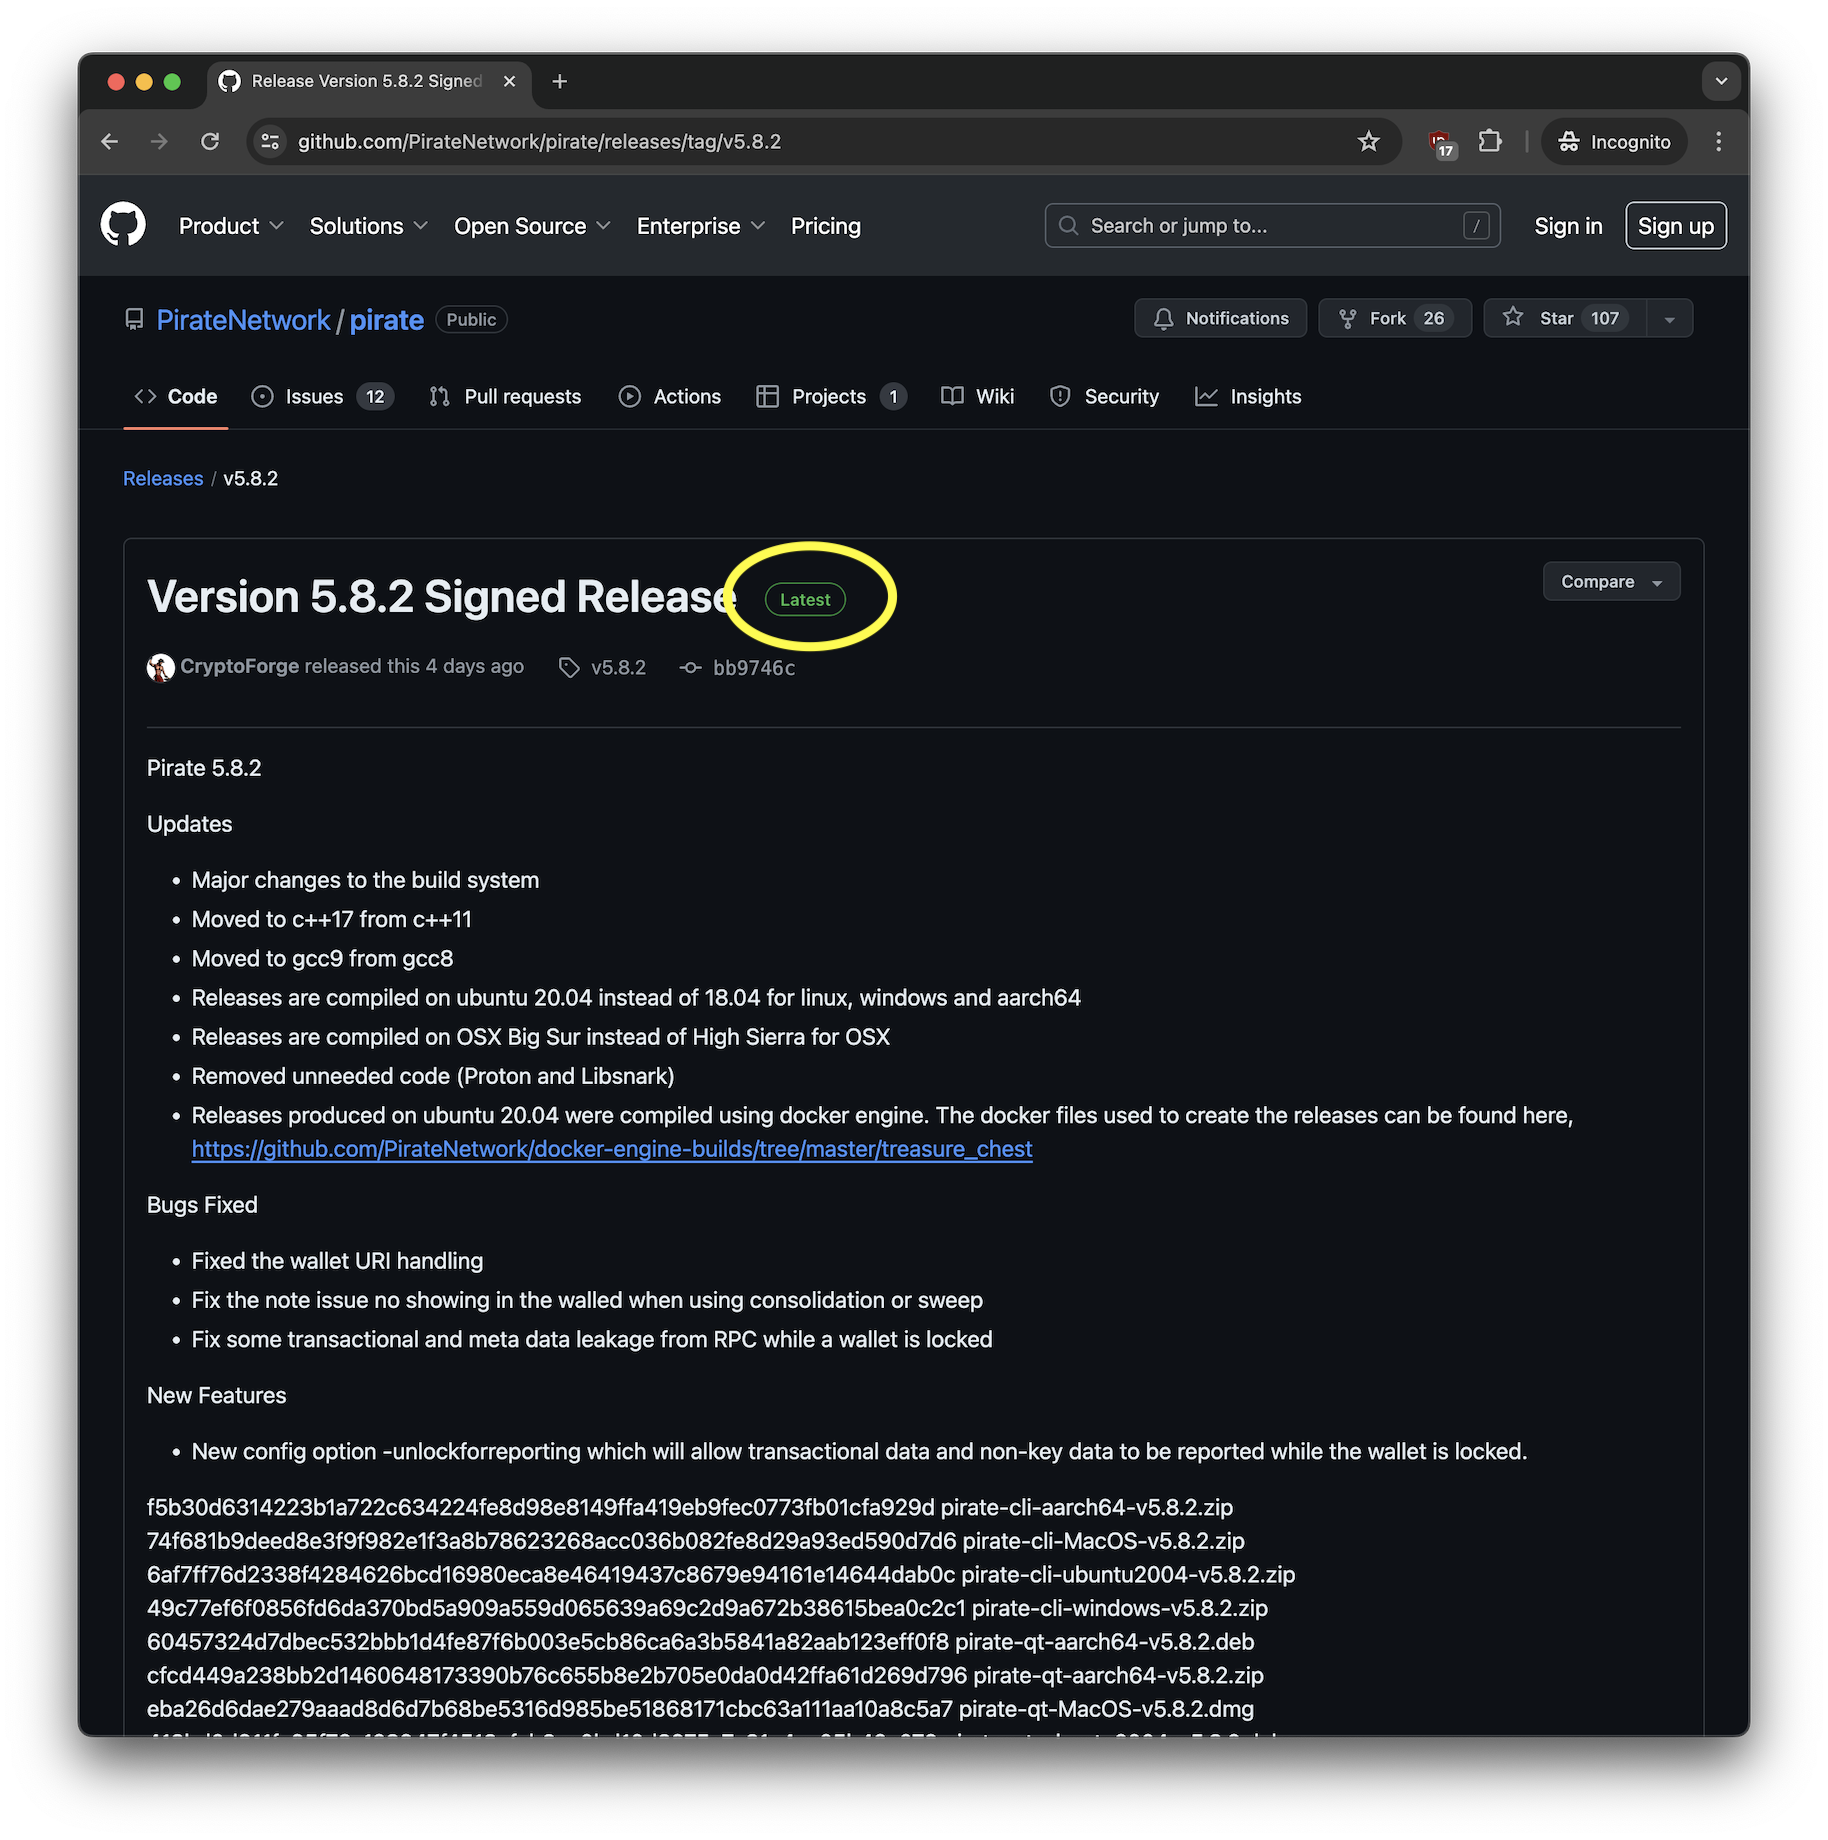 Release Version 5.8.2 Signed
github.com/PirateNetwork/pirate/releases/tag/v5.8.2
17
Incognito
Product
Solutions
Open Source
Enterprise
Pricing
Search or jump to...
/
Sign in
Sign up
PirateNetwork / pirate
Public
Notifications
Fork 26
Star 107
Code
Issues 12
Pull requests
Actions
Projects 1
Wiki
Security
Insights
Releases / v5.8.2
Version 5.8.2 Signed Release
Latest
Compare
CryptoForge released this 4 days ago
v5.8.2
bb9746c
Pirate 5.8.2
Updates
• Major changes to the build system
• Moved to c++17 from c++11
• Moved to gcc9 from gcc8
• Releases are compiled on ubuntu 20.04 instead of 18.04 for linux, windows and aarch64
• Releases are compiled on OSX Big Sur instead of High Sierra for OSX
• Removed unneeded code (Proton and Libsnark)
• Releases produced on ubuntu 20.04 were compiled using docker engine. The docker files used to create the releases can be found here,
https://github.com/PirateNetwork/docker-engine-builds/tree/master/treasure_chest
Bugs Fixed
• Fixed the wallet URI handling
• Fix the note issue no showing in the walled when using consolidation or sweep
• Fix some transactional and meta data leakage from RPC while a wallet is locked
New Features
• New config option -unlockforreporting which will allow transactional data and non-key data to be reported while the wallet is locked.
f5b30d6314223b1a722c634224fe8d98e8149ffa419eb9fec0773fb01cfa929d pirate-cli-aarch64-v5.8.2.zip
74f681b9deed8e3f9f982e1f3a8b78623268acc036b082fe8d29a93ed590d7d6 pirate-cli-MacOS-v5.8.2.zip
6af7ff76d2338f4284626bcd16980eca8e46419437c8679e94161e14644dab0c pirate-cli-ubuntu2004-v5.8.2.zip
49c77ef6f0856fd6da370bd5a909a559d065639a69c2d9a672b38615bea0c2c1 pirate-cli-windows-v5.8.2.zip
60457324d7dbec532bbb1d4fe87f6b003e5cb86ca6a3b5841a82aab123eff0f8 pirate-qt-aarch64-v5.8.2.deb
cfcd449a238bb2d1460648173390b76c655b8e2b705e0da0d42ffa61d269d796 pirate-qt-aarch64-v5.8.2.zip
eba26d6dae279aaad8d6d7b68be5316d985be51868171cbc63a111aa10a8c5a7 pirate-qt-MacOS-v5.8.2.dmg